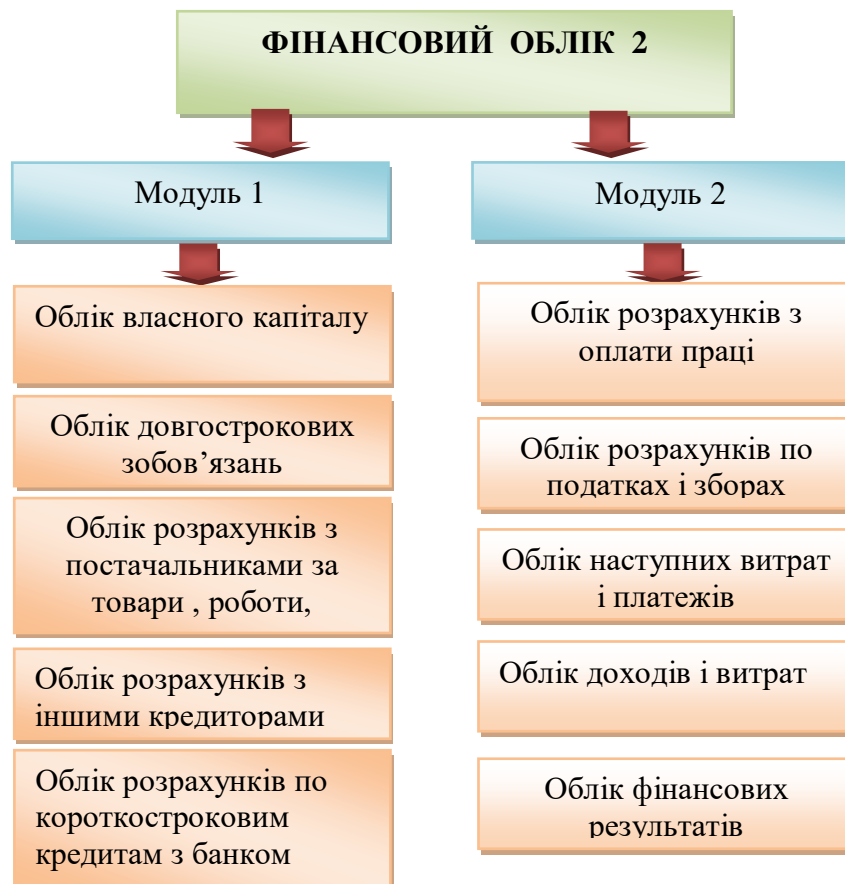 ФІНАНСОВИЙ ОБЛІК 2
Модуль 1
Облік власного капіталу
Облік довгострокових
зобов’язань
Облік розрахунків з
постачальниками за
товари , роботи,
Облік розрахунків з
іншими кредиторами
Облік розрахунків по
короткостроковим
кредитам з банком
Модуль 2
Облік розрахунків з
оплати праці
Облік розрахунків по
податках і зборах
Облік наступних витрат
і платежів
Облік доходів і витрат
Облік фінансових
результатів